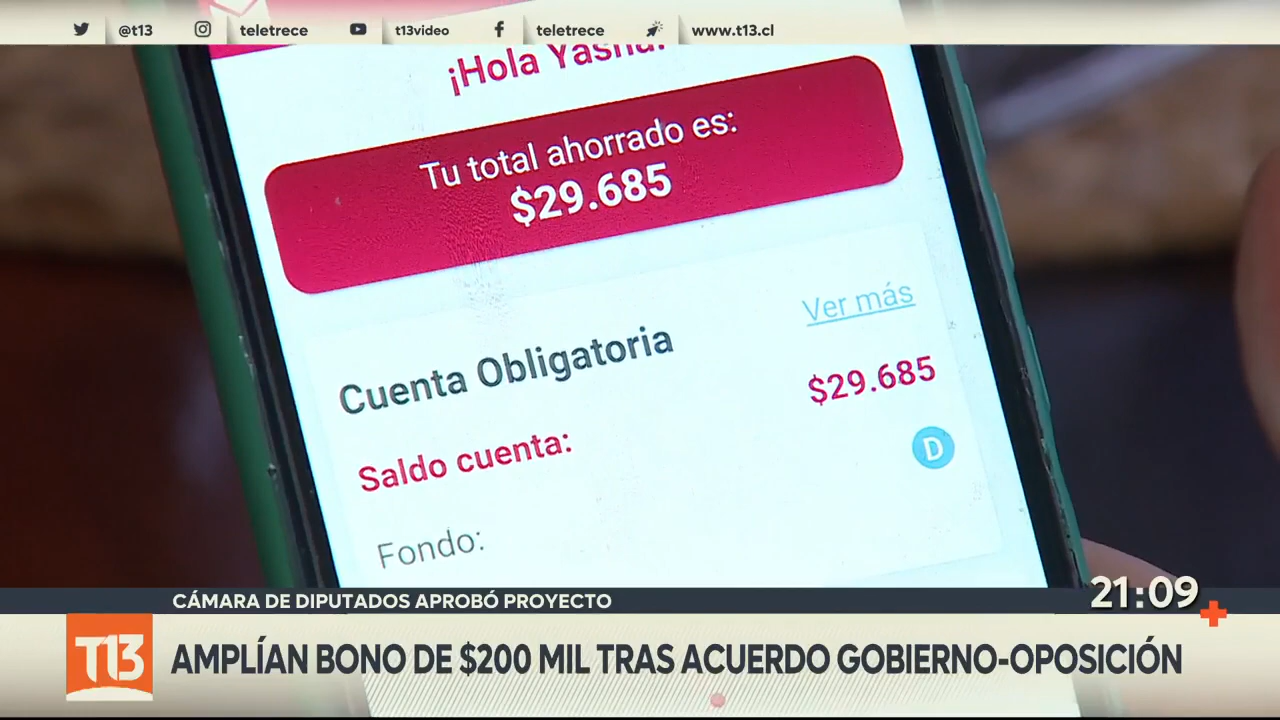 @t13 teletrece t13video teletrece www.t13.cl
¡Hola Yasna!
Tu total ahorrado es:
$29.685
Cuenta Obligatoria
Ver más
$29.685
Saldo cuenta:
D
Fondo:
CÁMARA DE DIPUTADOS APROBÓ PROYECTO
21:09
T13
AMPLÍAN BONO DE $200 MIL TRAS ACUERDO GOBIERNO-OPOSICIÓN